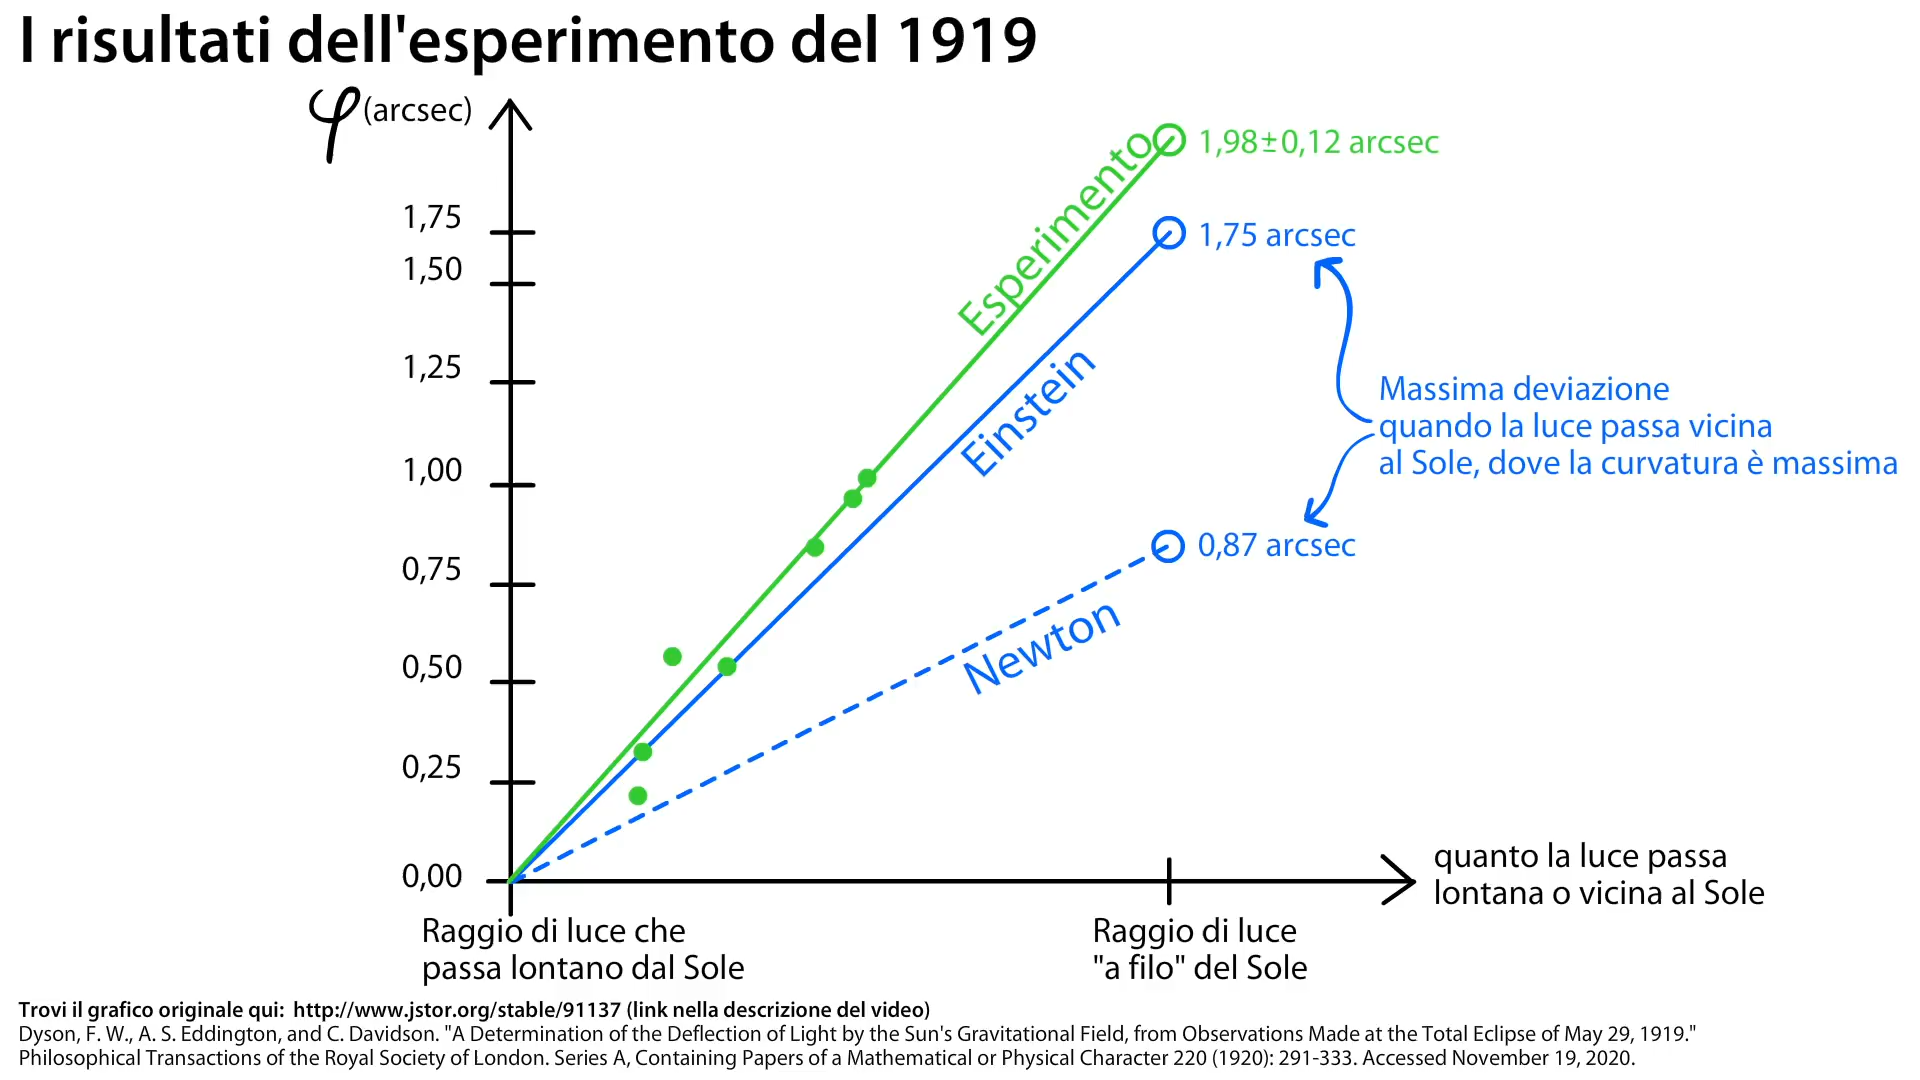 I risultati dell'esperimento del 1919
φ (arcsec)
1,98±0,12 arcsec
Esperimento
1,75
1,75 arcsec
1,50
1,25
Einstein
Massima deviazione
quando la luce passa vicina
al Sole, dove la curvatura è massima
1,00
0,75
0,87 arcsec
Newton
0,50
0,25
0,00
quanto la luce passa
lontana o vicina al Sole
Raggio di luce che
passa lontano dal Sole
Raggio di luce
"a filo" del Sole
Trovi il grafico originale qui: http://www.jstor.org/stable/91137 (link nella descrizione del video)
Dyson, F. W., A. S. Eddington, and C. Davidson. "A Determination of the Deflection of Light by the Sun's Gravitational Field, from Observations Made at the Total Eclipse of May 29, 1919."
Philosophical Transactions of the Royal Society of London. Series A, Containing Papers of a Mathematical or Physical Character 220 (1920): 291-333. Accessed November 19, 2020.